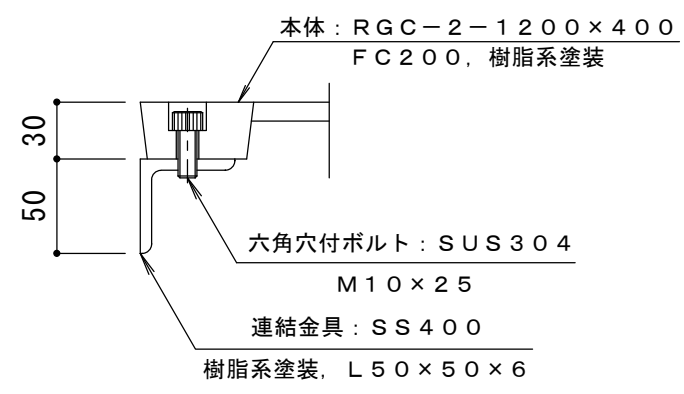 本体：ＲＧＣ－２－１２００×４００
ＦＣ２００，樹脂系塗装
30
50
六角穴付ボルト：ＳＵＳ３０４
Ｍ１０×２５
連結金具：ＳＳ４００
樹脂系塗装，Ｌ５０×５０×６